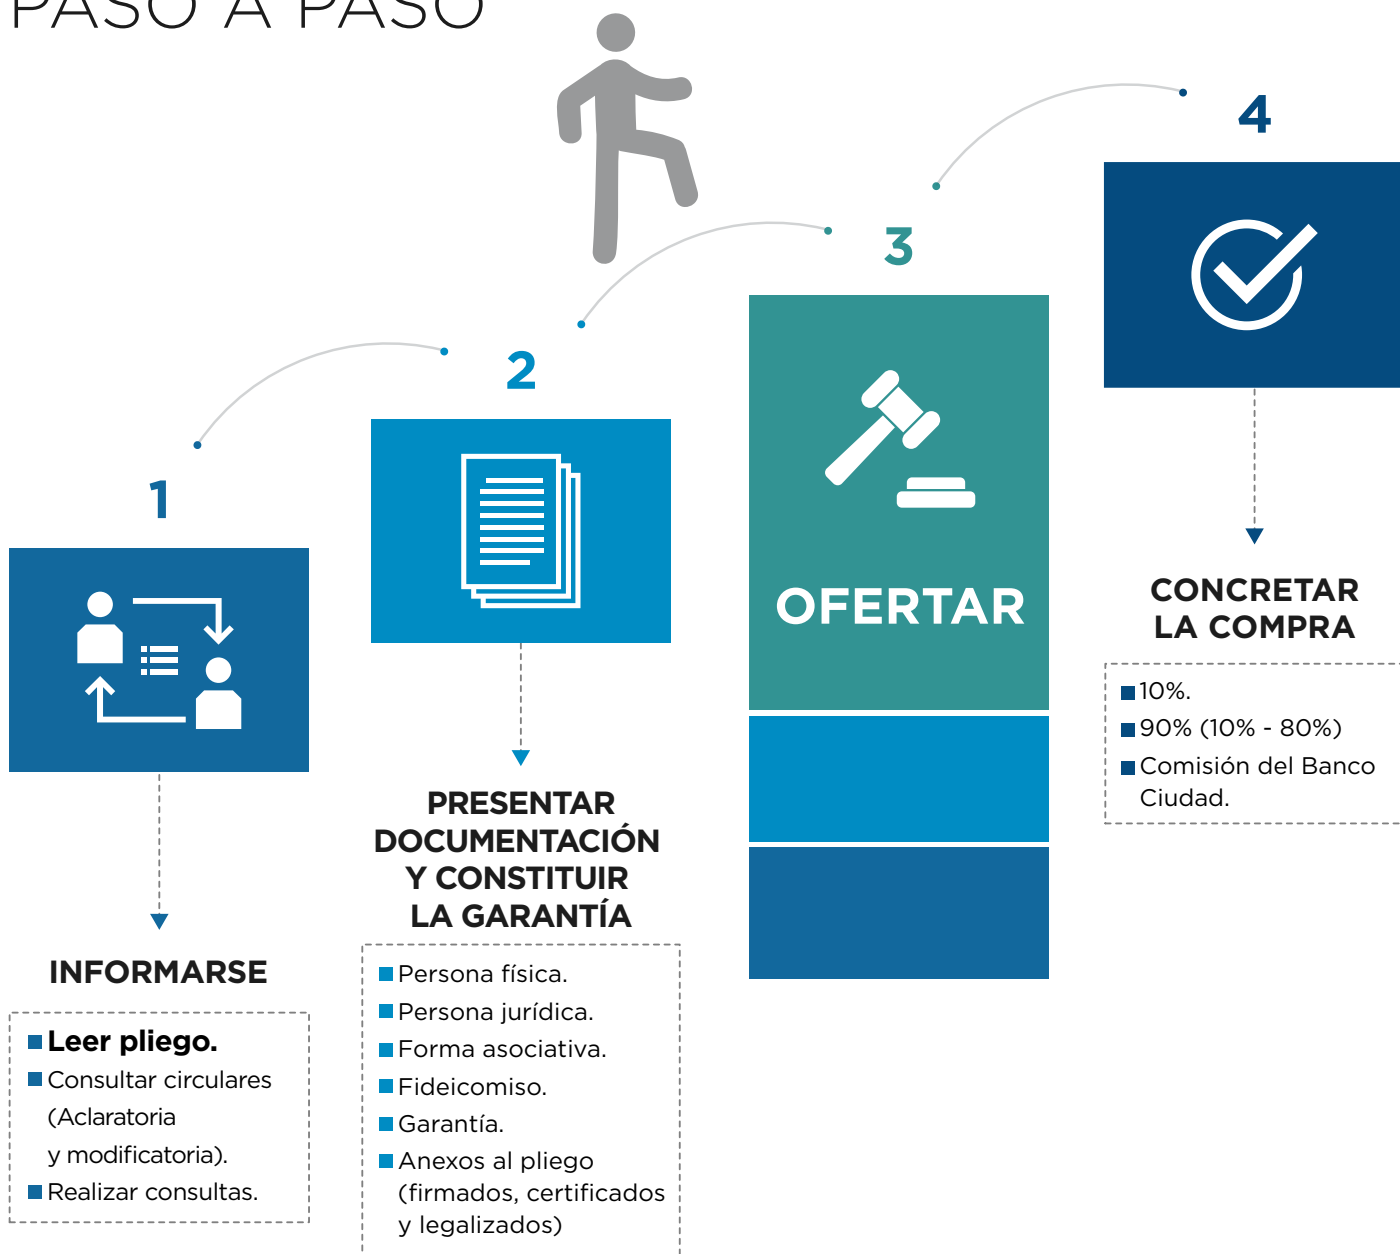 PASO A PASO
1
INFORMARSE
Leer pliego.
Consultar circulares
(Aclaratoria
y modificatoria).
Realizar consultas.
2
PRESENTAR
DOCUMENTACIÓN
Y CONSTITUIR
LA GARANTÍA
Persona física.
Persona jurídica.
Forma asociativa.
Fideicomiso.
Garantía.
Anexos al pliego
(firmados, certificados
y legalizados)
3
OFERTAR
4
CONCRETAR
LA COMPRA
10%.
90% (10% - 80%)
Comisión del Banco
Ciudad.